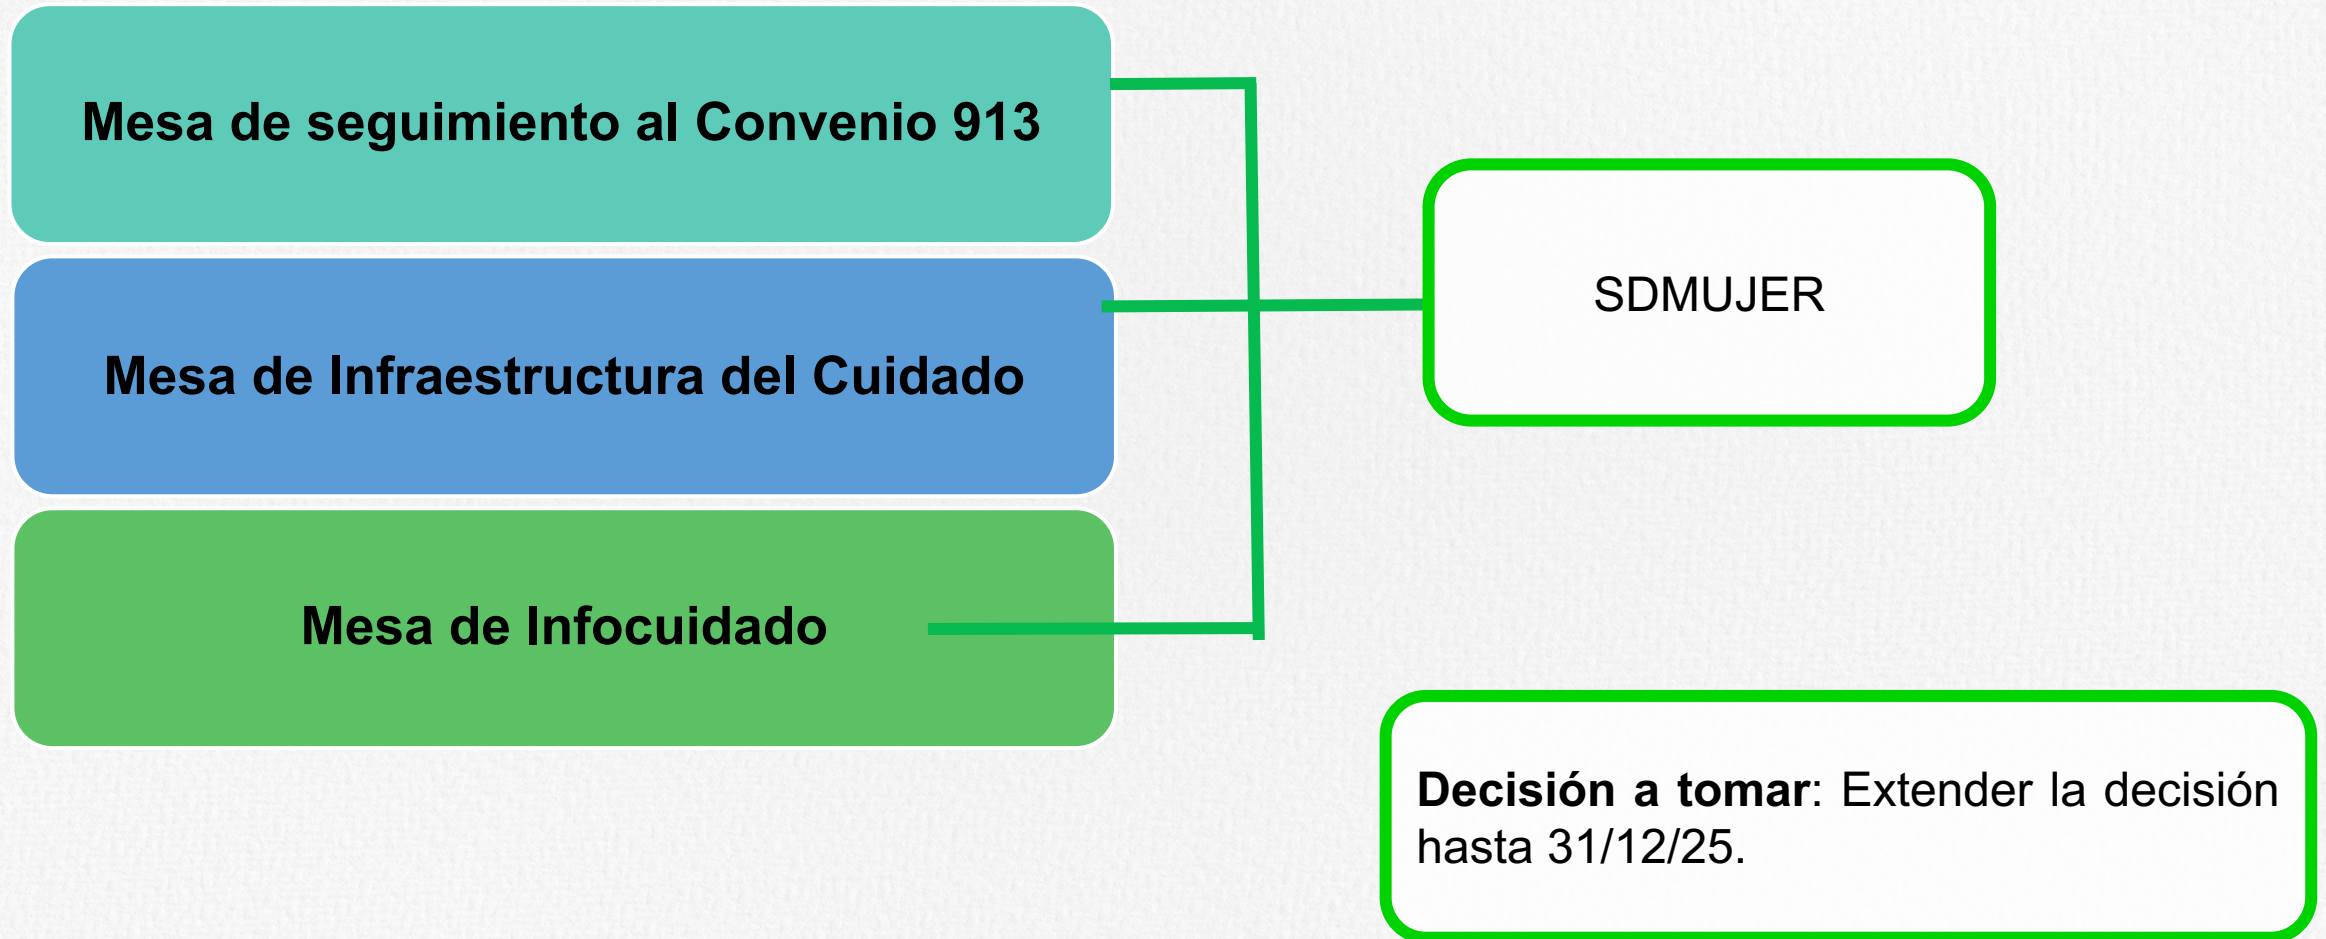 Mesa de seguimiento al Convenio 913
SDMUJER
Mesa de Infraestructura del Cuidado
Mesa de Infocuidado
Decisión a tomar: Extender la decisión
hasta 31/12/25.